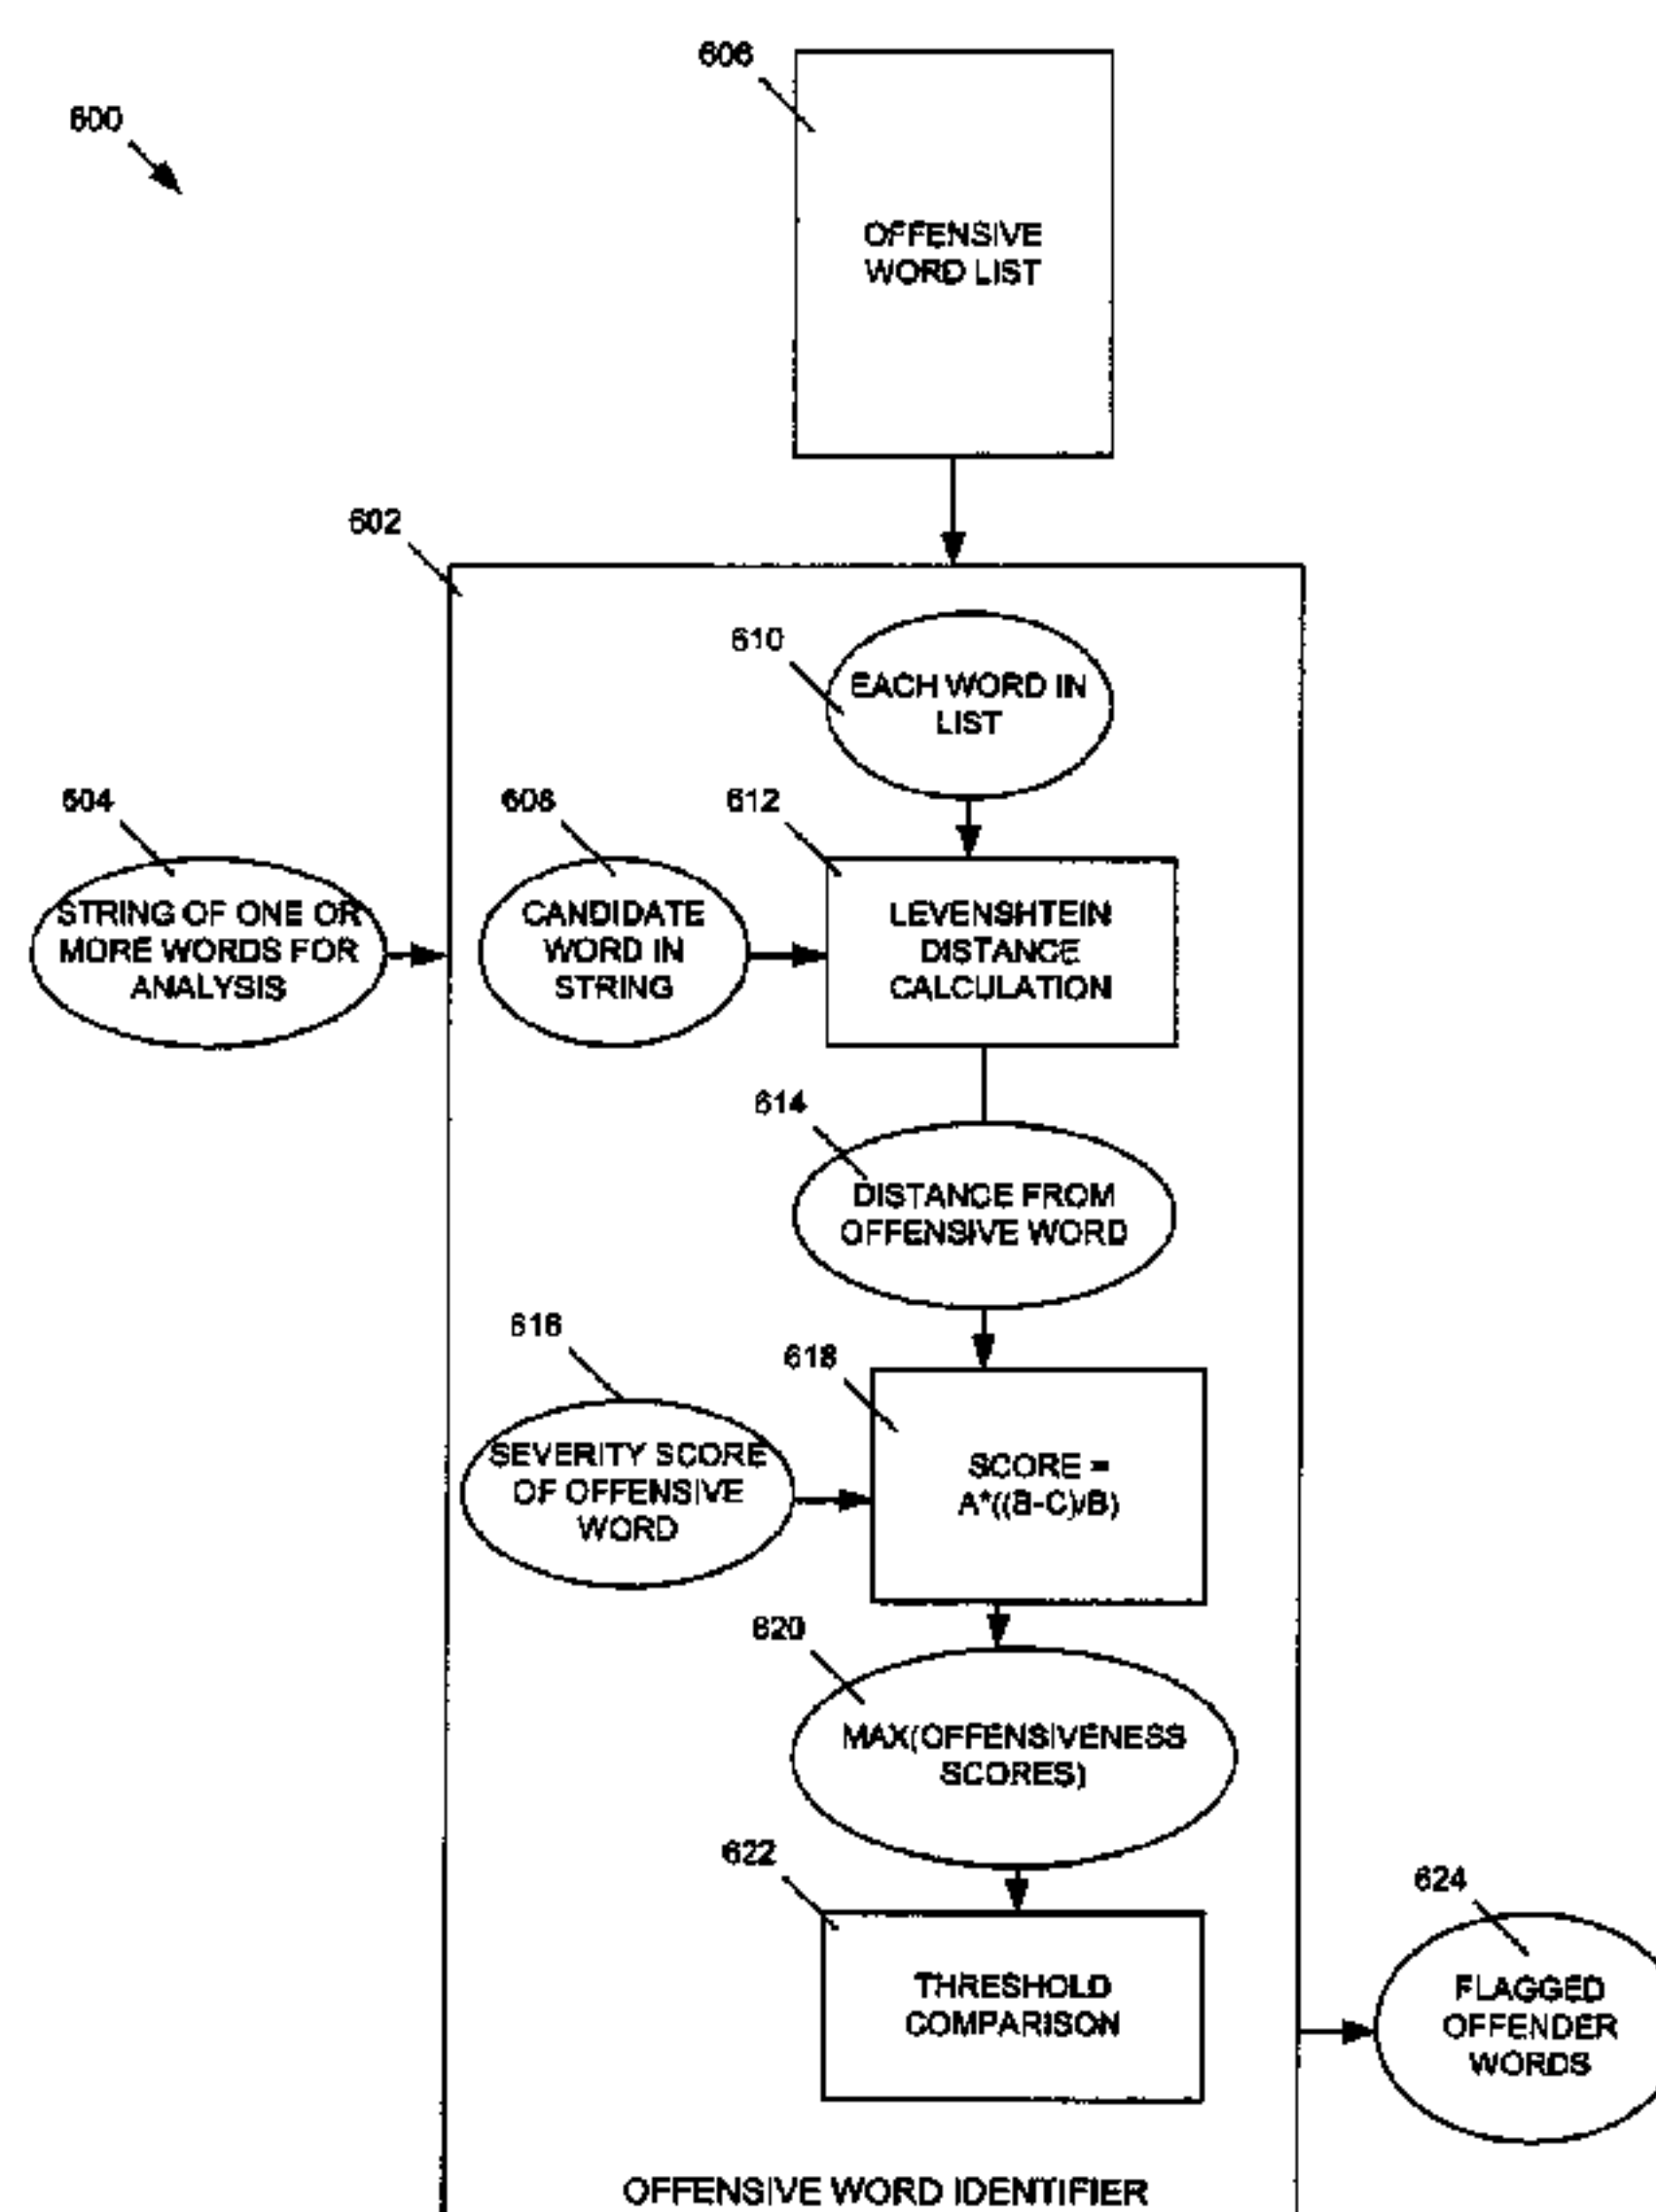 606
600
OFFENSIVE
WORD LIST
602
610
EACH WORD IN
LIST
604
608
612
STRING OF ONE OR
MORE WORDS FOR
ANALYSIS
CANDIDATE
WORD IN
STRING
LEVENSHTEIN
DISTANCE
CALCULATION
614
DISTANCE FROM
OFFENSIVE WORD
616
618
SEVERITY SCORE
OF OFFENSIVE
WORD
SCORE =
A*((B-C)/B)
620
MAX(OFFENSIVENESS
SCORES)
622
624
THRESHOLD
COMPARISON
FLAGGED
OFFENDER
WORDS
OFFENSIVE WORD IDENTIFIER